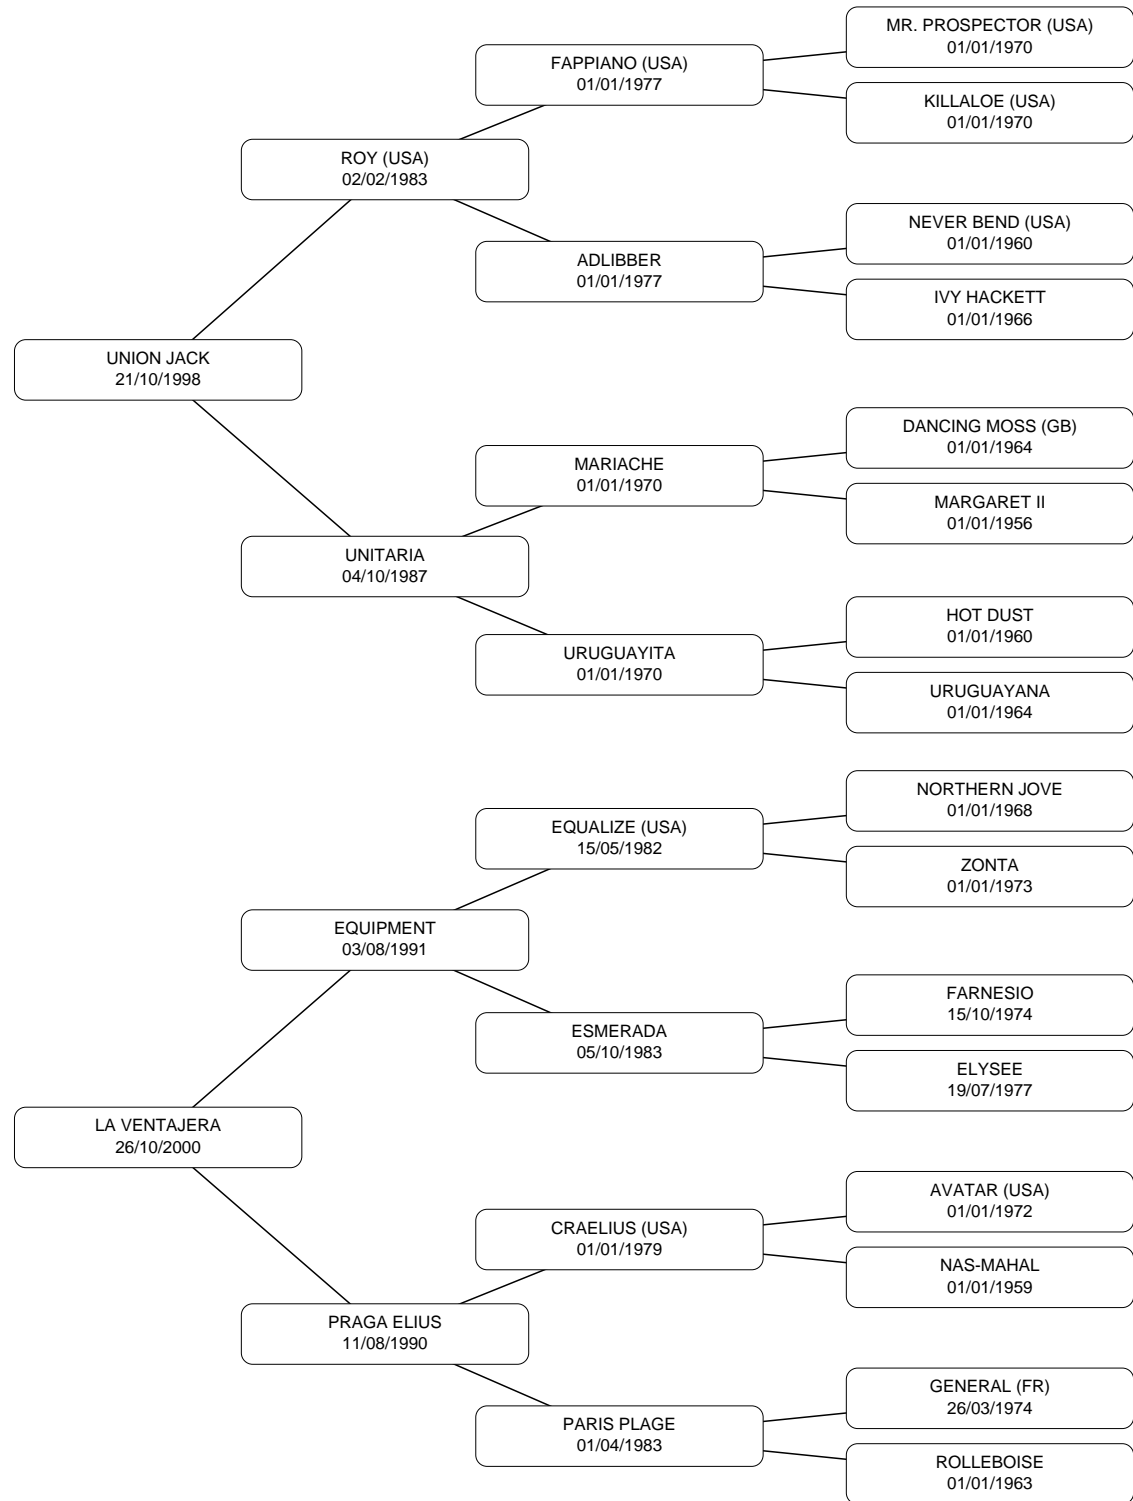 MR. PROSPECTOR (USA)
01/01/1970
FAPPIANO (USA)
01/01/1977
KILLALOE (USA)
01/01/1970
ROY (USA)
02/02/1983
NEVER BEND (USA)
01/01/1960
ADLIBBER
01/01/1977
IVY HACKETT
01/01/1966
UNION JACK
21/10/1998
DANCING MOSS (GB)
01/01/1964
MARIACHE
01/01/1970
MARGARET II
01/01/1956
UNITARIA
04/10/1987
HOT DUST
01/01/1960
URUGUAYITA
01/01/1970
URUGUAYANA
01/01/1964
NORTHERN JOVE
01/01/1968
EQUALIZE (USA)
15/05/1982
ZONTA
01/01/1973
EQUIPMENT
03/08/1991
FARNESIO
15/10/1974
ESMERADA
05/10/1983
ELYSEE
19/07/1977
LA VENTAJERA
26/10/2000
AVATAR (USA)
01/01/1972
CRAELIUS (USA)
01/01/1979
NAS-MAHAL
01/01/1959
PRAGA ELIUS
11/08/1990
GENERAL (FR)
26/03/1974
PARIS PLAGE
01/04/1983
ROLLEBOISE
01/01/1963